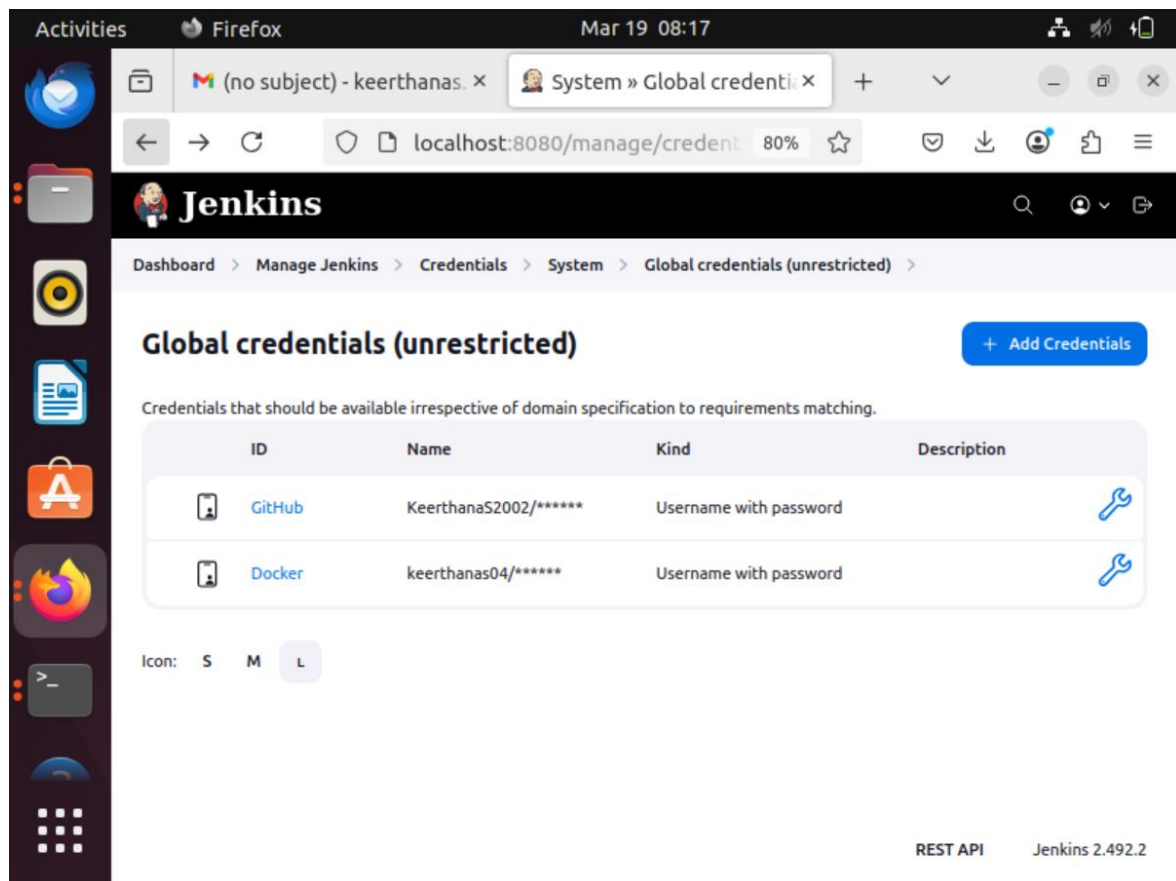 Activities Firefox Mar 19 08:17
(no subject) - keerthanas. System » Global credentia
localhost:8080/manage/credent 80%
Jenkins
Dashboard > Manage Jenkins > Credentials > System > Global credentials (unrestricted) >
Global credentials (unrestricted) + Add Credentials
Credentials that should be available irrespective of domain specification to requirements matching.
ID Name Kind Description
GitHub KeerthanaS2002/****** Username with password
Docker keerthanas04/****** Username with password
Icon: S M L
REST API Jenkins 2.492.2